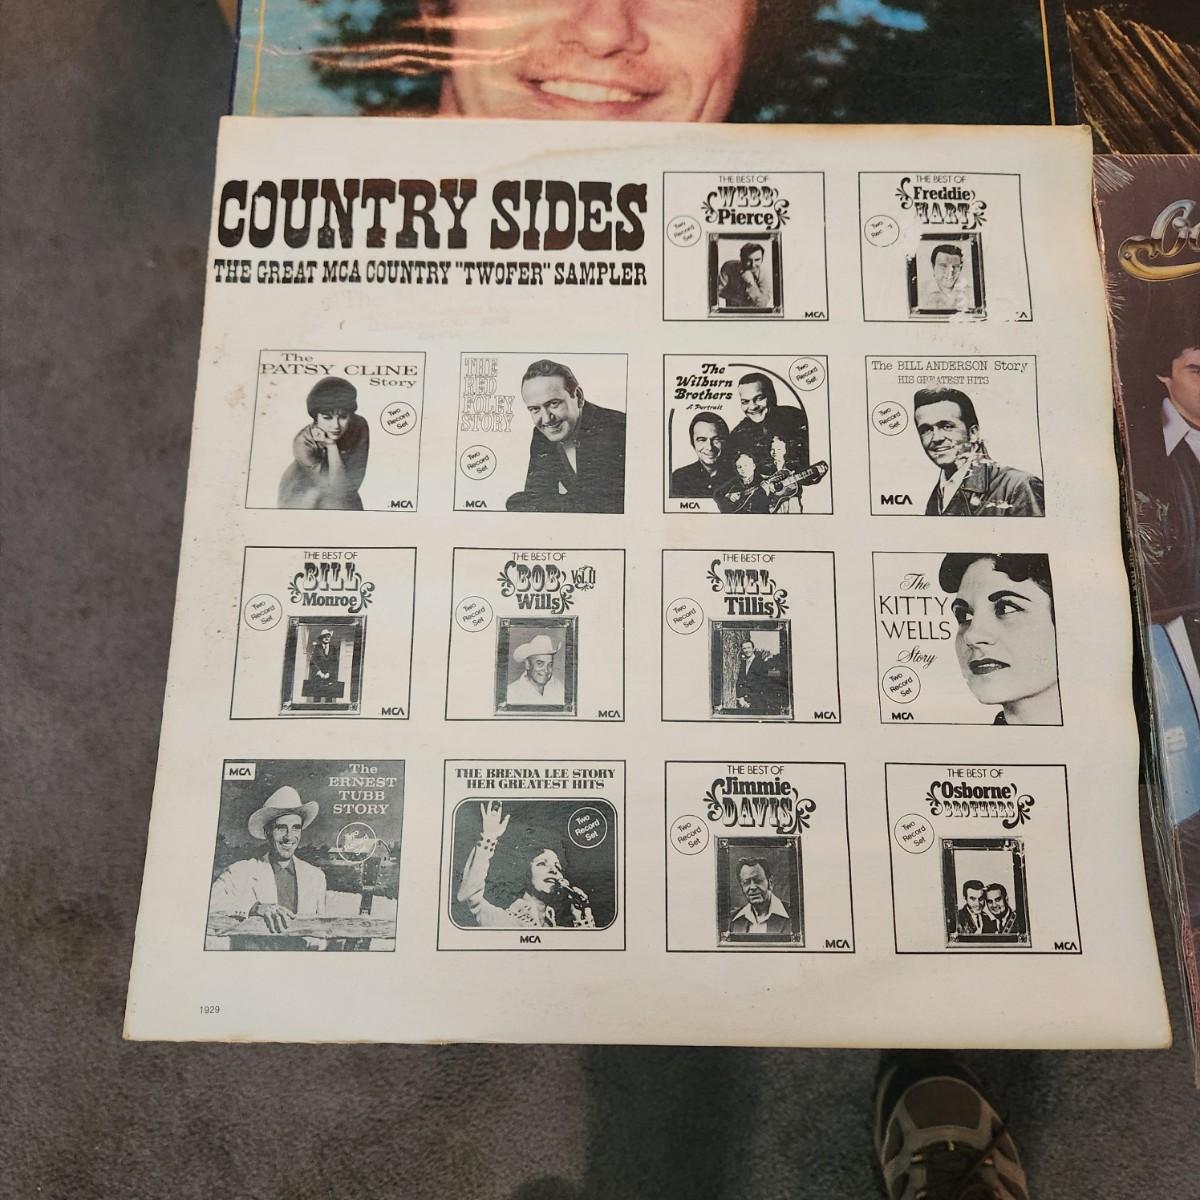 COUNTRY SIDES
THE GREAT MCA COUNTRY "TWOFER" SAMPLER
THE BEST OF
WEBB
Pierce
Two
Record
Set
MCA
THE BEST OF
Freddie
HART
Two
The
PATSY CLINE
Story
Two
Record
Set
MCA
THE
RED
FOLEY
STORY
Two
Record
Set
MCA
The
Wilburn
Brothers
A Portrait
Two
Record
Set
MCA
The BILL ANDERSON Story
HIS GREATEST HITS
Two
Record
Set
MCA
THE BEST OF
BILL
Monroe
Two
Record
Set
MCA
THE BEST OF
BOB Vol. II
Wills
Two
Record
Set
MCA
THE BEST OF
MEL
Tillis
Two
Record
Set
MCA
The
KITTY
WELLS
Story
Two
Record
Set
MCA
MCA
The
ERNEST
TUBB
STORY
Two
Record
Set
THE BRENDA LEE STORY
HER GREATEST HITS
Two
Record
Set
MCA
THE BEST OF
Jimmie
DAVIS
Two
Record
Set
MCA
THE BEST OF
Osborne
BROTHERS
Two
Record
Set
MCA
1929